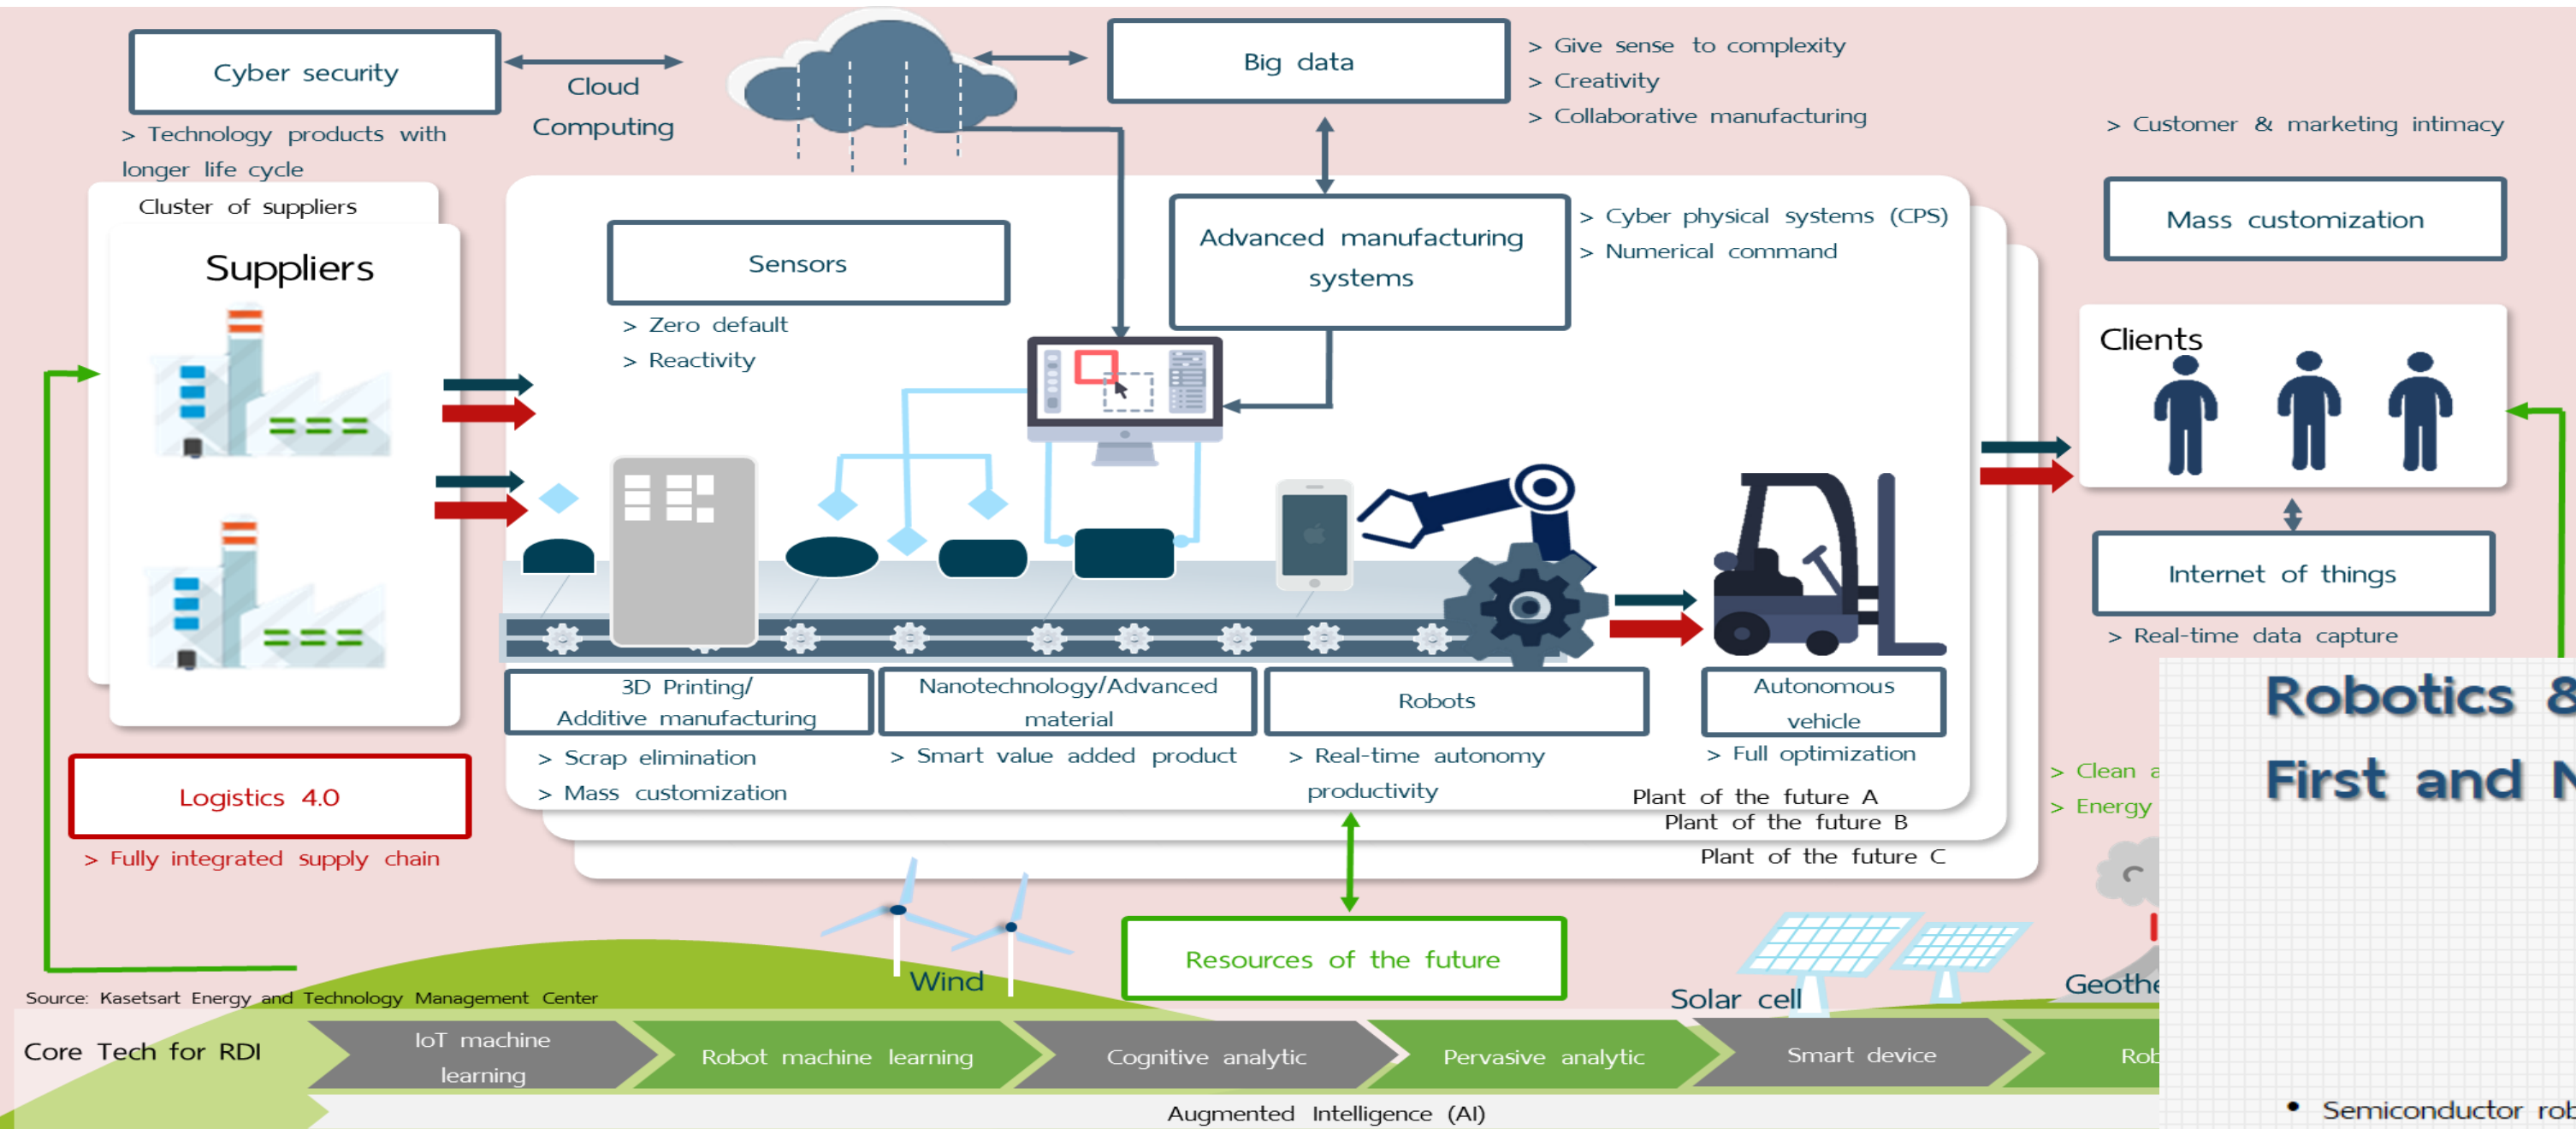 Cyber security
Cloud
Computing
> Technology products with
longer life cycle
Big data
> Give sense to complexity
> Creativity
> Collaborative manufacturing
> Customer & marketing intimacy
Mass customization
Cluster of suppliers
Suppliers
Sensors
> Zero default
> Reactivity
Advanced manufacturing
systems
> Cyber physical systems (CPS)
> Numerical command
Clients
Internet of things
> Real-time data capture
3D Printing/
Additive manufacturing
> Scrap elimination
> Mass customization
Nanotechnology/Advanced
material
> Smart value added product
Robots
> Real-time autonomy
productivity
Autonomous
vehicle
> Full optimization
Plant of the future A
Plant of the future B
Plant of the future C
Logistics 4.0
> Fully integrated supply chain
> Clean
> Energy
Robotics &
First and
Wind
Resources of the future
Solar cell
Source: Kasetsart Energy and Technology Management Center
Core Tech for RDI
IoT machine
learning
Robot machine learning
Cognitive analytic
Pervasive analytic
Smart device
Augmented Intelligence (AI)
• Semiconductor